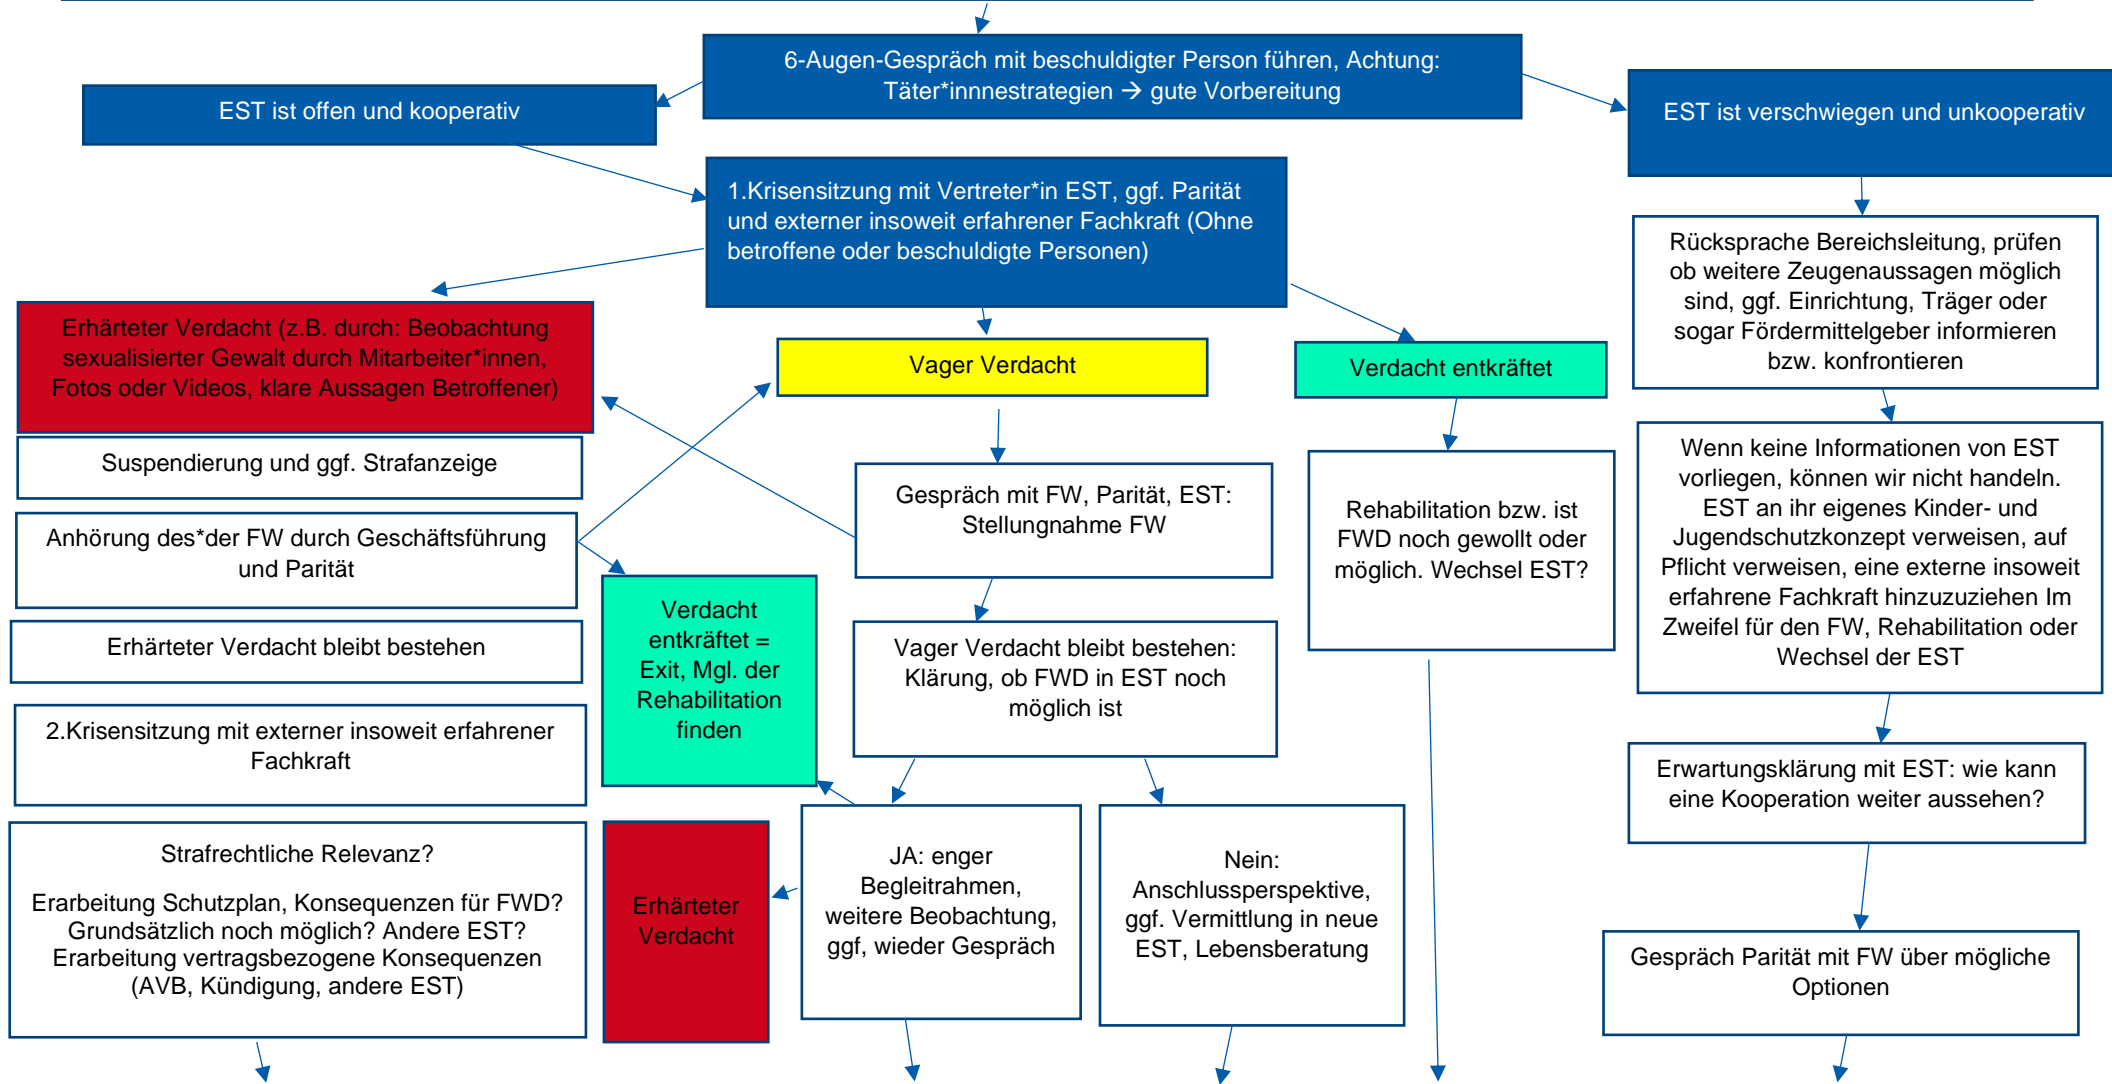 6-Augen-Gespräch mit beschuldigter Person führen, Achtung:
Täter*innnestrategien → gute Vorbereitung
EST ist offen und kooperativ
EST ist verschwiegen und unkooperativ
1.Krisensitzung mit Vertreter*in EST, ggf. Parität
und externer insoweit erfahrener Fachkraft (Ohne
betroffene oder beschuldigte Personen)
Erhärteter Verdacht (z.B. durch: Beobachtung
sexualisierter Gewalt durch Mitarbeiter*innen,
Fotos oder Videos, klare Aussagen Betroffener)
Suspendierung und ggf. Strafanzeige
Anhörung des*der FW durch Geschäftsführung
und Parität
Erhärteter Verdacht bleibt bestehen
2.Krisensitzung mit externer insoweit erfahrener
Fachkraft
Strafrechtliche Relevanz?
Erarbeitung Schutzplan, Konsequenzen für FWD?
Grundsätzlich noch möglich? Andere EST?
Erarbeitung vertragsbezogene Konsequenzen
(AVB, Kündigung, andere EST)
Verdacht
entkräftet =
Exit, Mgl. der
Rehabilitation
finden
Erhärteter
Verdacht
Vager Verdacht
Gespräch mit FW, Parität, EST:
Stellungnahme FW
Vager Verdacht bleibt bestehen:
Klärung, ob FWD in EST noch
möglich ist
JA: enger
Begleitrahmen,
weitere Beobachtung,
ggf, wieder Gespräch
Nein:
Anschlussperspektive,
ggf. Vermittlung in neue
EST, Lebensberatung
Verdacht entkräftet
Rehabilitation bzw. ist
FWD noch gewollt oder
möglich. Wechsel EST?
Rücksprache Bereichsleitung, prüfen
ob weitere Zeugenaussagen möglich
sind, ggf. Einrichtung, Träger oder
sogar Fördermittelgeber informieren
bzw. konfrontieren
Wenn keine Informationen von EST
vorliegen, können wir nicht handeln.
EST an ihr eigenes Kinder- und
Jugendschutzkonzept verweisen, auf
Pflicht verweisen, eine externe insoweit
erfahrene Fachkraft hinzuzuziehen Im
Zweifel für den FW, Rehabilitation oder
Wechsel der EST
Erwartungsklärung mit EST: wie kann
eine Kooperation weiter aussehen?
Gespräch Parität mit FW über mögliche
Optionen